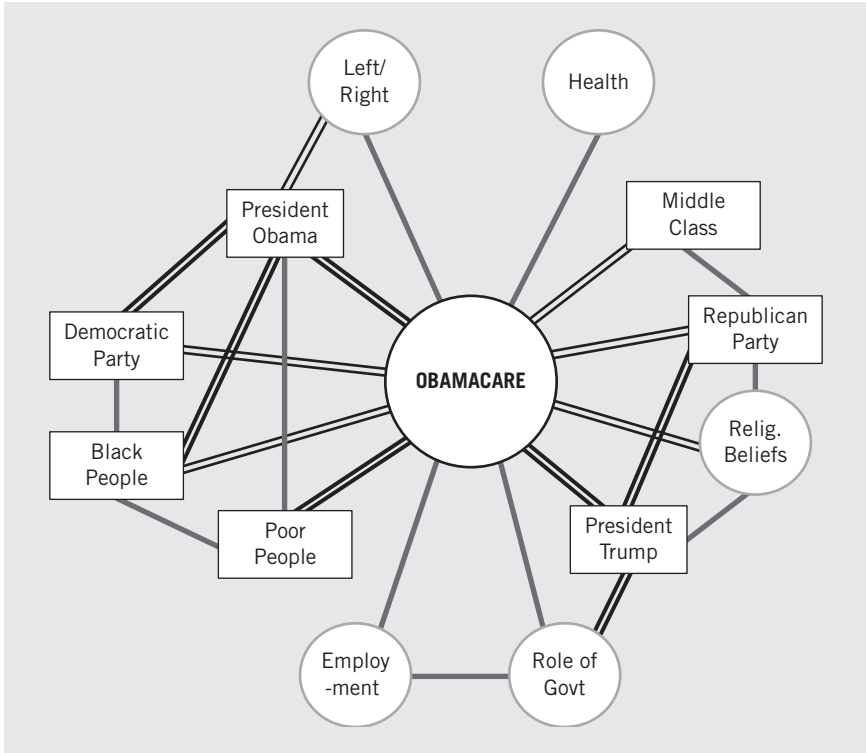 Left/
Right
Health
President
Obama
Middle
Class
Democratic
Party
Republican
Party
OBAMACARE
Black
People
Relig.
Beliefs
Poor
People
President
Trump
Employ
-ment
Role of
Govt